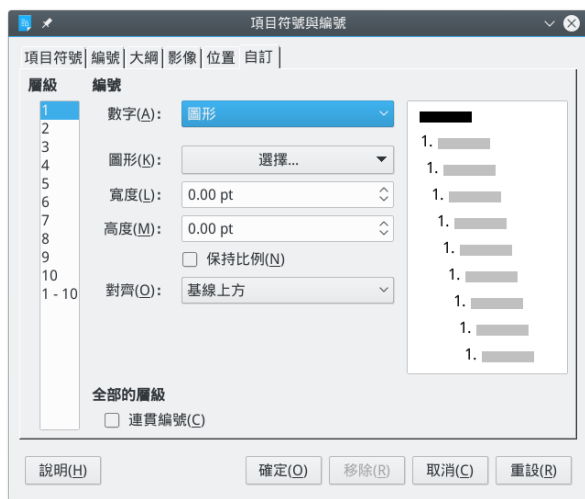 項目符號與編號
項目符號 編號 大綱 影像 位置 自訂
層級 編號
1
2
3
4
5
6
7
8
9
10
1 - 10
數字(A): 圖形
圖形(K): 選擇...
寬度(L): 0.00 pt
高度(M): 0.00 pt
保持比例(N)
對齊(O): 基線上方
1.
1.
1.
1.
1.
1.
1.
1.
1.
全部的層級
連貫編號(C)
說明(H) 確定(O) 移除(R) 取消(C) 重設(R)